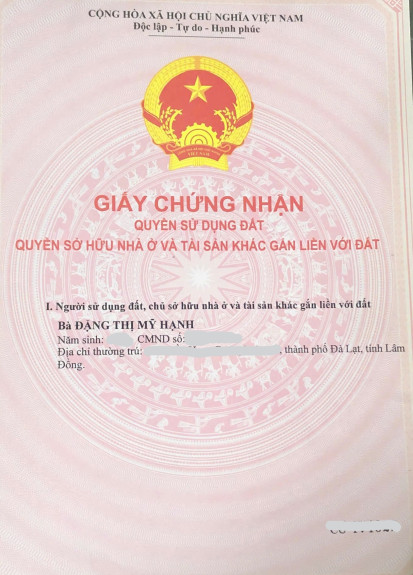 CỘNG HÒA XÃ HỘI CHỦ NGHĨA VIỆT NAM
Độc lập - Tự do - Hạnh phúc
VIỆT NAM
GIẤY CHỨNG NHẬN
QUYỀN SỬ DỤNG ĐẤT
QUYỀN SỞ HỮU NHÀ Ở VÀ TÀI SẢN KHÁC GẮN LIỀN VỚI ĐẤT
I. Người sử dụng đất, chủ sở hữu nhà ở và tài sản khác gắn liền với đất
Bà ĐẶNG THỊ MỸ HẠNH
Năm sinh: CMND số:
Địa chỉ thường trú: , thành phố Đà Lạt, tỉnh Lâm
Đồng.